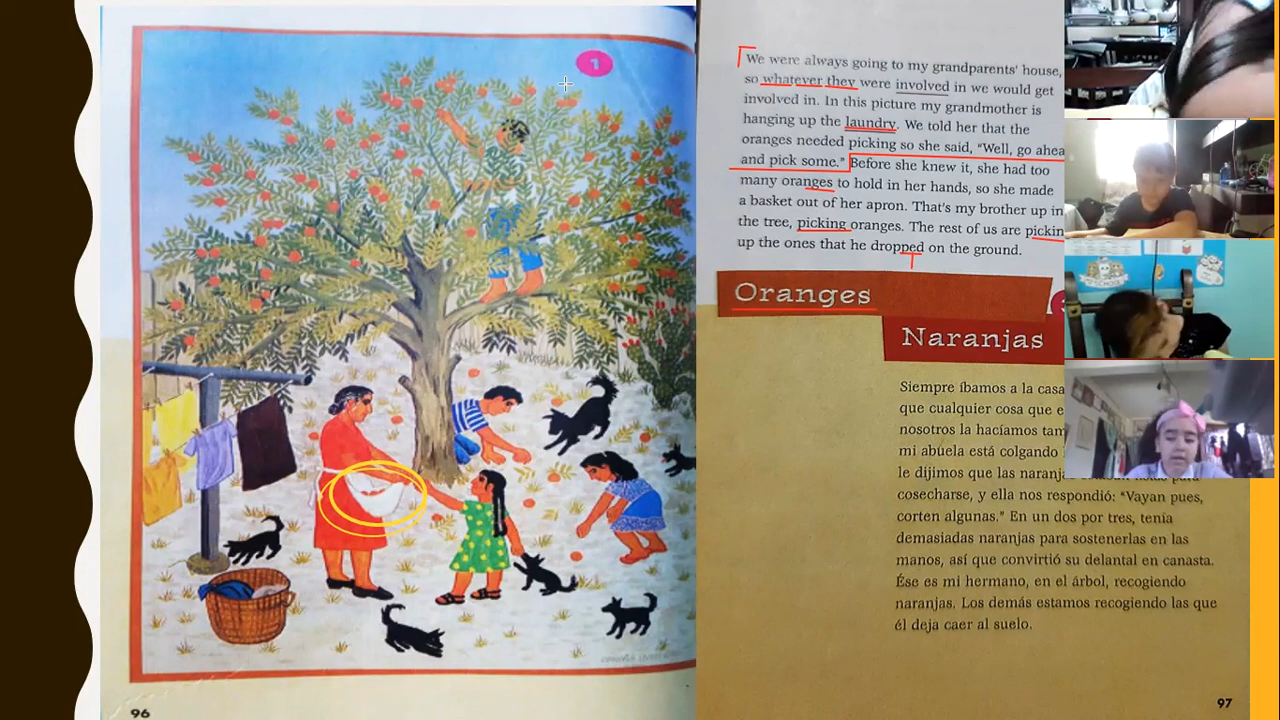 1
We were always going to my grandparents' house,
so whatever they were involved in we would get
involved in. In this picture my grandmother is
hanging up the laundry. We told her that the
oranges needed picking so she said, "Well, go ahea
and pick some." Before she knew it, she had too
many oranges to hold in her hands, so she made
a basket out of her apron. That's my brother up in
the tree, picking oranges. The rest of us are pickin
up the ones that he dropped on the ground.
Oranges
Naranjas
Siempre íbamos a la casa
que cualquier cosa que e
nosotros la hacíamos tam
mi abuela está colgando
le dijimos que las naranja
cosecharse, y ella nos respondió: "Vayan pues,
corten algunas." En un dos por tres, tenía
demasiadas naranjas para sostenerlas en las
manos, así que convirtió su delantal en canasta.
Ése es mi hermano, en el árbol, recogiendo
naranjas. Los demás estamos recogiendo las que
él deja caer al suelo.
96
97